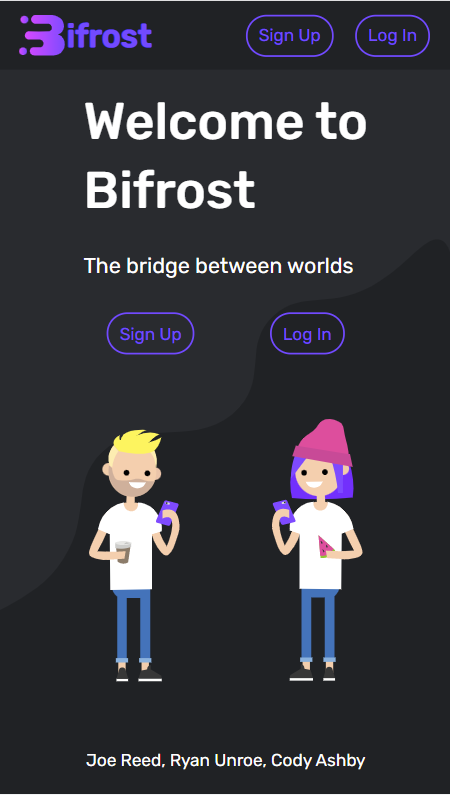 Bifrost
Sign Up
Log In
Welcome to
Bifrost
The bridge between worlds
Sign Up
Log In
Joe Reed, Ryan Unroe, Cody Ashby